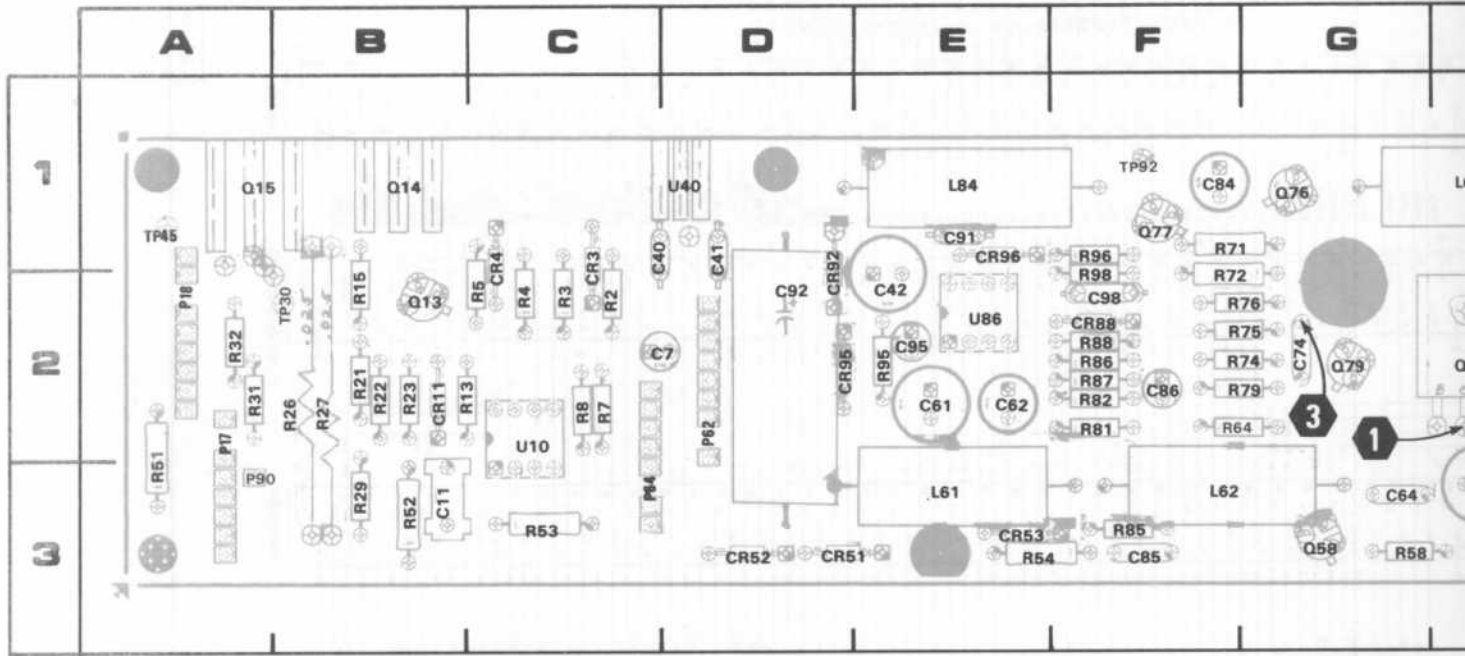 A B C D E F G
1
Q15 Q14 U40 L84 TP92 C84 Q76
TP45 Q77
C91
CR4 CR3 C40 C41 CR92 CR96 R96 R71
P18 TP30 R15 Q13 R5 R4 R3 R2 C92 C42 R98 R72
C98 R76
2
R32 C7 CR95 R95 C95 U86 CR88 R75 C74
R88
R31 R26 R27 R21 R22 R23 CR11 R13 R8 R7 P62 C61 C62 R86 R74 Q79
R87 C86 R79
R82
R51 P17 U10 R81 R64 3 1
P90 R29 R52 C11 P64 L61 L62 C64
3
R53 CR53 R85 Q58
CR52 CR51 R54 C85 R58